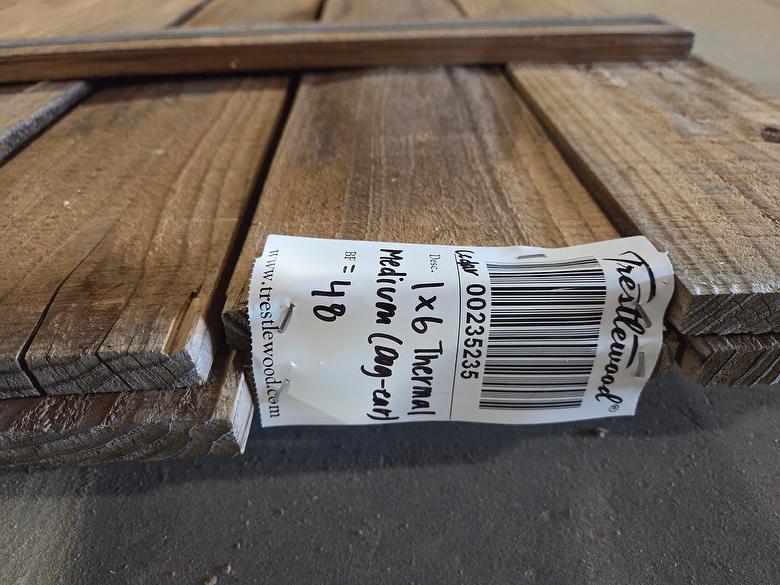 Trestlewood®
Cedar 00235235
Desc. 1x6 Thermal
Medium (Dog-ear)
BF = 48
www.trestlewood.com